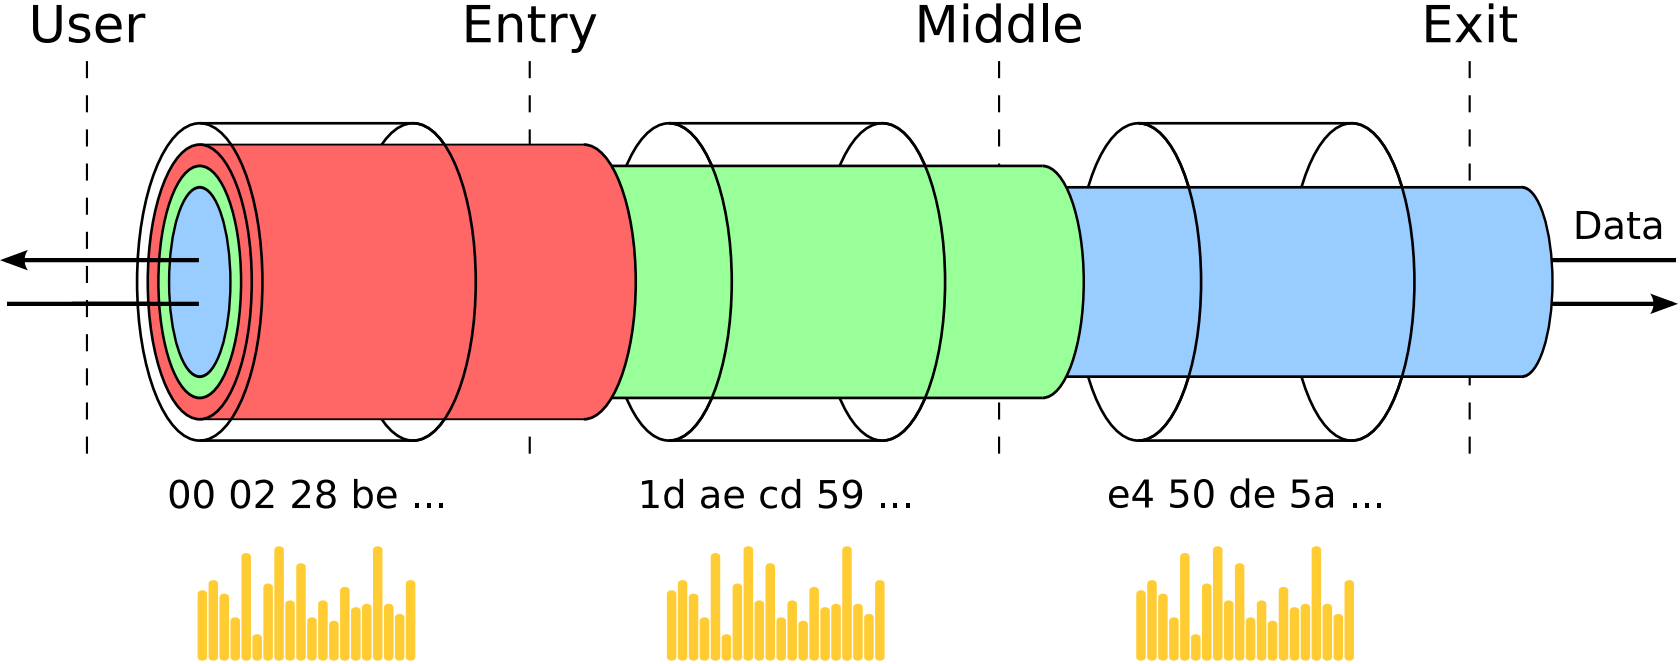 User Entry Middle Exit
Data
00 02 28 be ... 1d ae cd 59 ... e4 50 de 5a ...